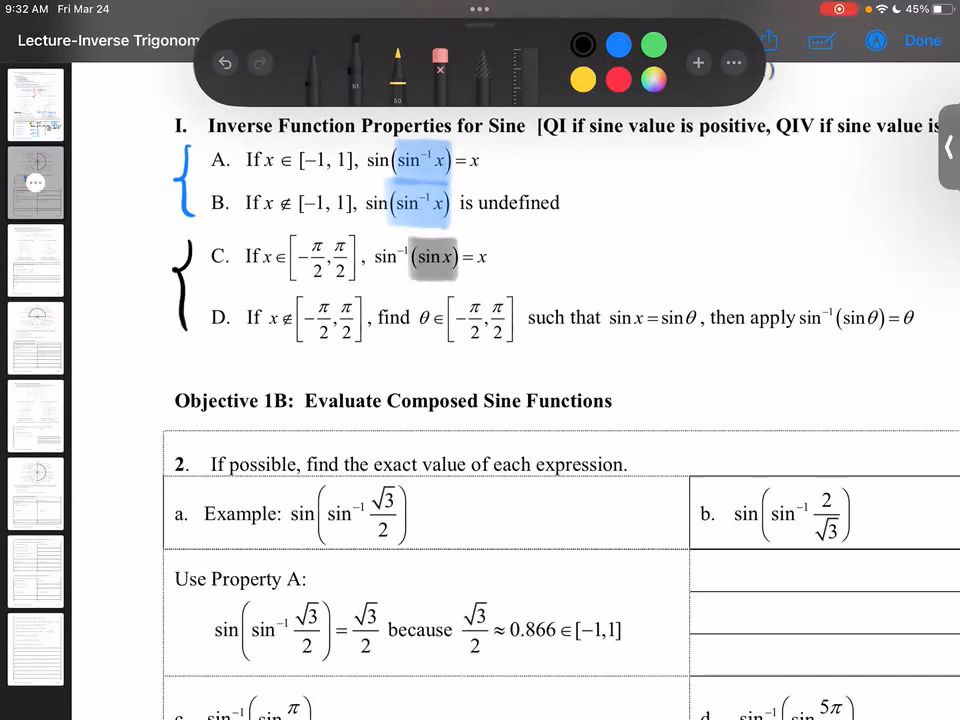 9:32 AM Fri Mar 24
45%
Lecture-Inverse Trigonom
Done
I. Inverse Function Properties for Sine [QI if sine value is positive, QIV if sine value is
A. If x ∈ [−1, 1], sin(sin⁻¹ x) = x
B. If x ∉ [−1, 1], sin(sin⁻¹ x) is undefined
C. If x ∈ [−π/2, π/2], sin⁻¹(sin x) = x
D. If x ∉ [−π/2, π/2], find θ ∈ [−π/2, π/2] such that sin x = sin θ, then apply sin⁻¹(sin θ) = θ
Objective 1B: Evaluate Composed Sine Functions
2. If possible, find the exact value of each expression.
a. Example: sin(sin⁻¹ √3/2)
b. sin(sin⁻¹ 2/√3)
Use Property A:
sin(sin⁻¹ √3/2) = √3/2 because √3/2 ≈ 0.866 ∈ [−1,1]